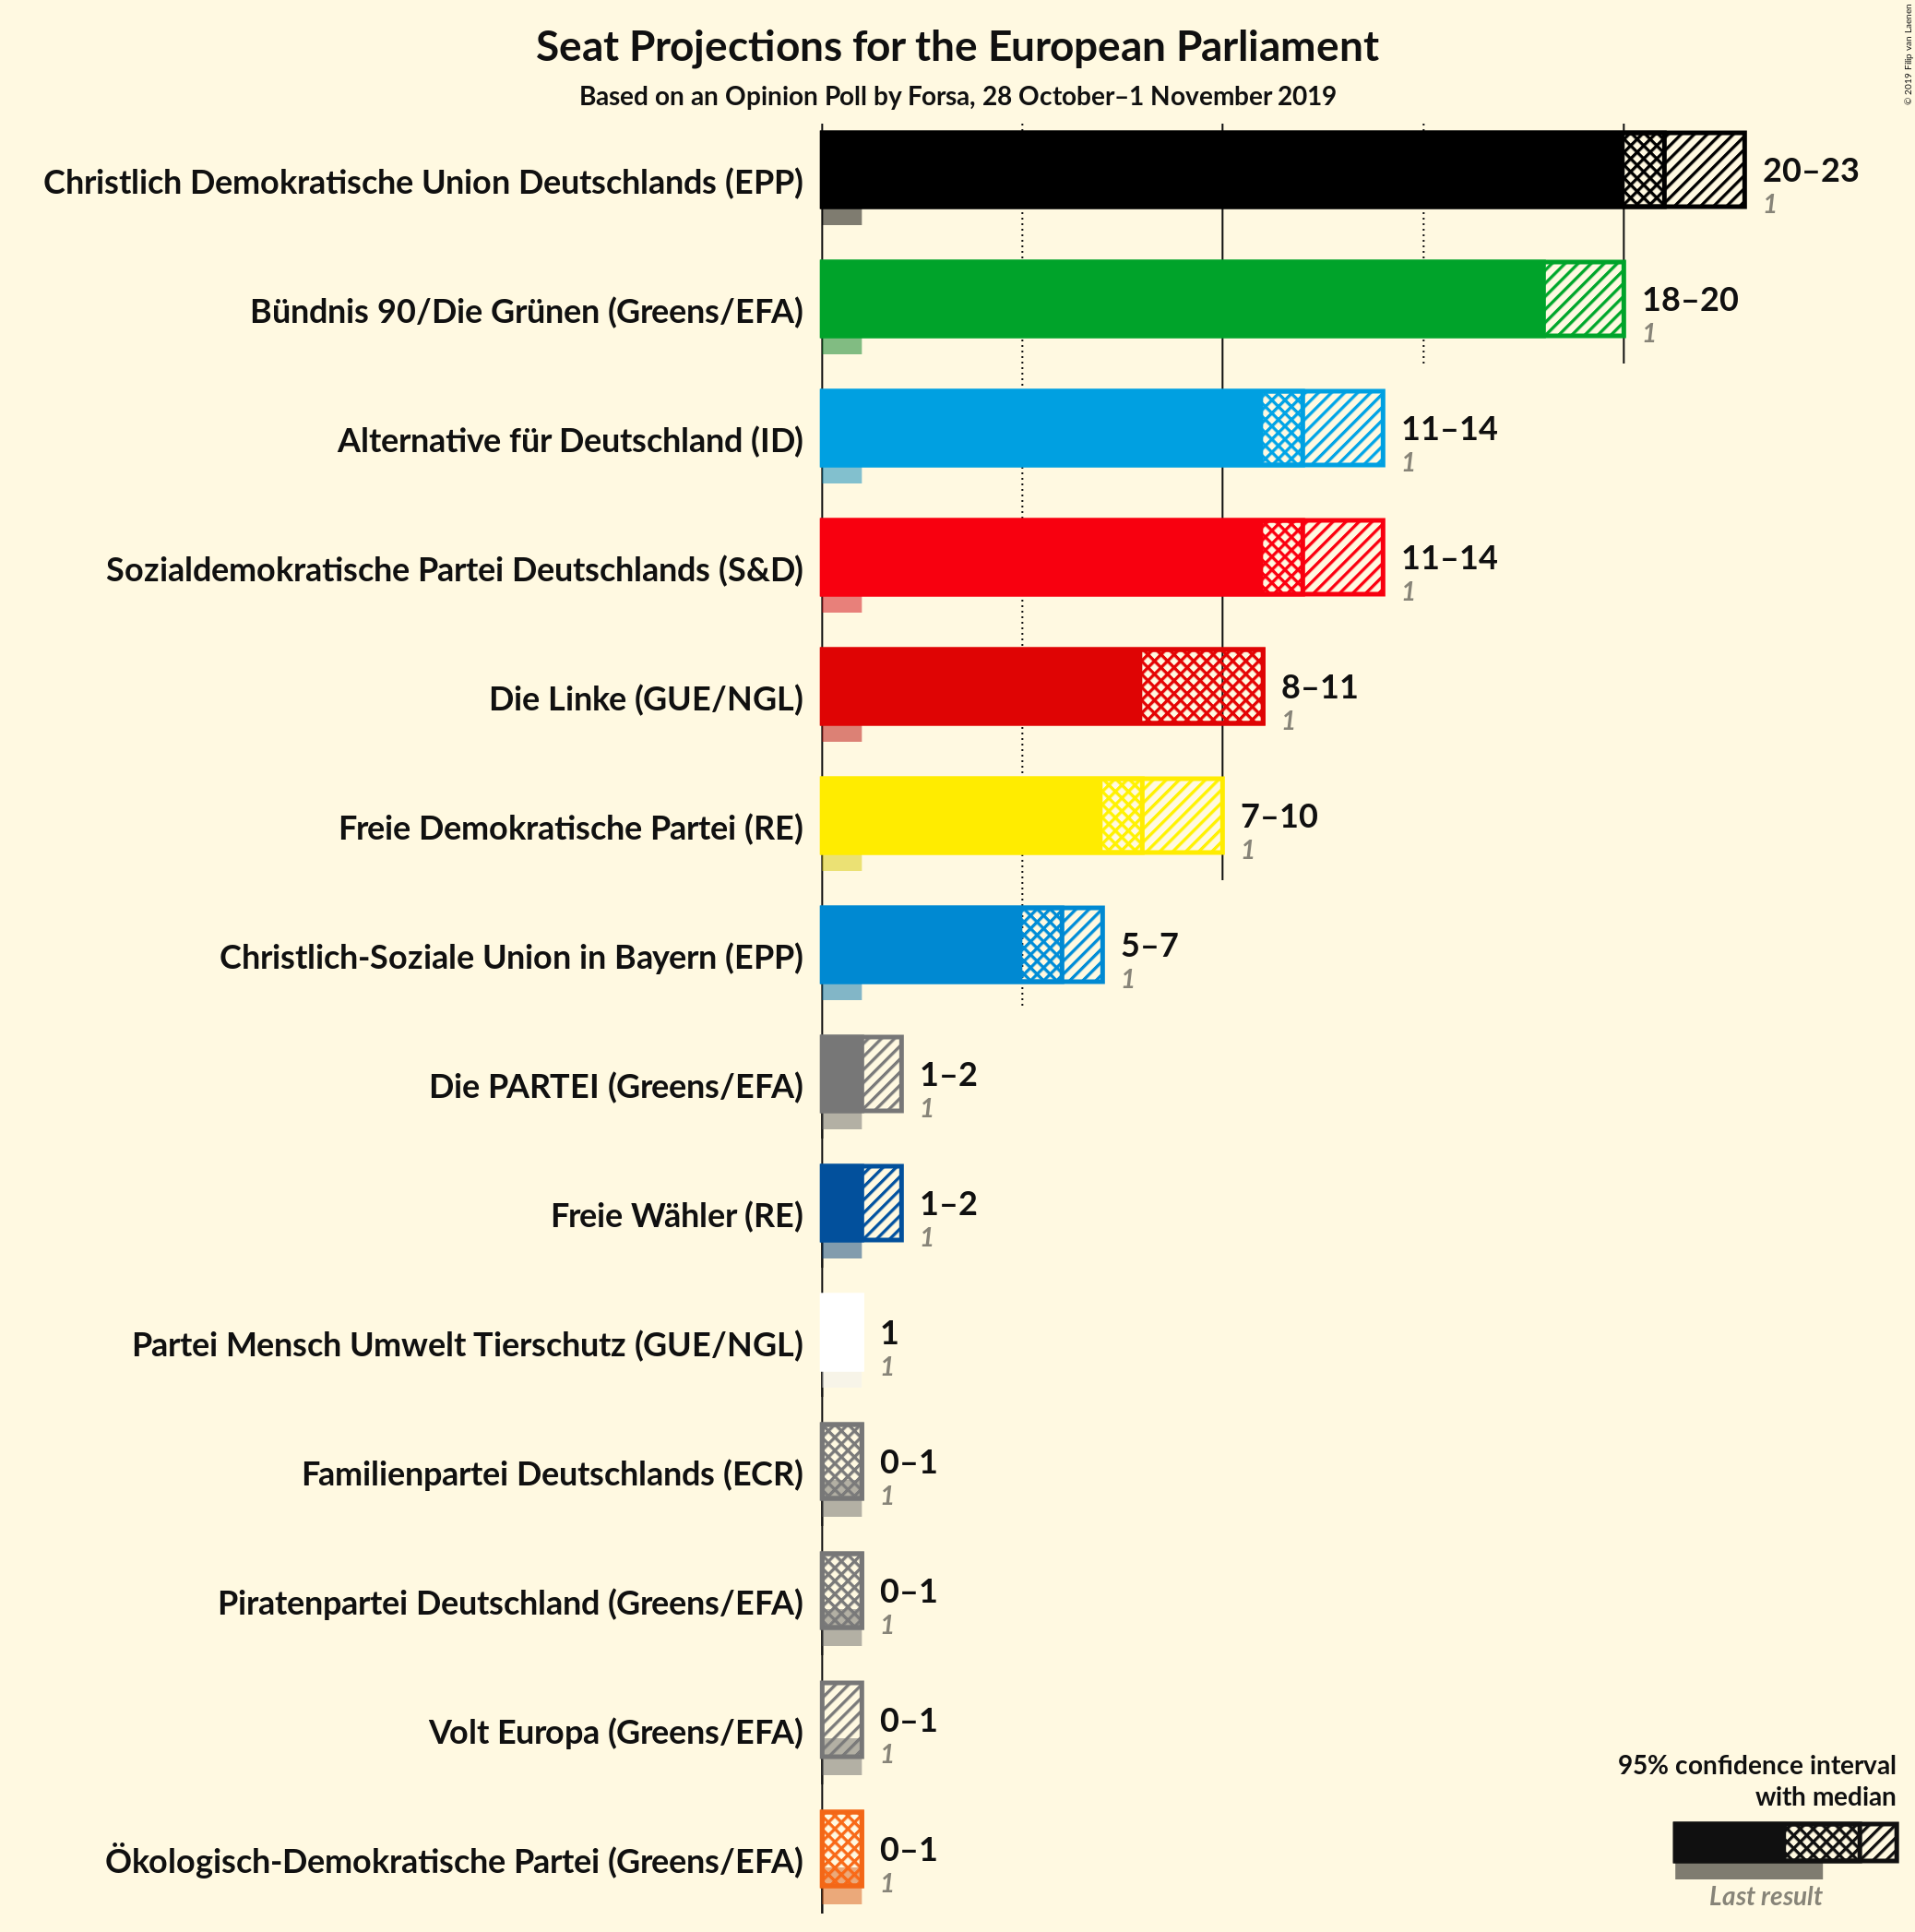 Seat Projections for the European Parliament
Based on an Opinion Poll by Forsa, 28 October–1 November 2019
© 2019 Filip van Laenen
Christlich Demokratische Union Deutschlands (EPP)
20–23
1
Bündnis 90/Die Grünen (Greens/EFA)
18–20
1
Alternative für Deutschland (ID)
11–14
1
Sozialdemokratische Partei Deutschlands (S&D)
11–14
1
Die Linke (GUE/NGL)
8–11
1
Freie Demokratische Partei (RE)
7–10
1
Christlich-Soziale Union in Bayern (EPP)
5–7
1
Die PARTEI (Greens/EFA)
1–2
1
Freie Wähler (RE)
1–2
1
Partei Mensch Umwelt Tierschutz (GUE/NGL)
1
1
Familienpartei Deutschlands (ECR)
0–1
1
Piratenpartei Deutschland (Greens/EFA)
0–1
1
Volt Europa (Greens/EFA)
0–1
1
Ökologisch-Demokratische Partei (Greens/EFA)
0–1
1
95% confidence interval
with median
Last result